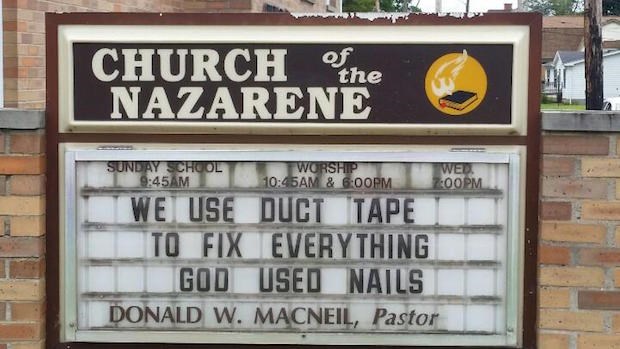 CHURCH of the
NAZARENE
SUNDAY SCHOOL WORSHIP WED.
9:45AM 10:45AM & 6:00PM 7:00PM
WE USE DUCT TAPE
TO FIX EVERYTHING
GOD USED NAILS
DONALD W. MACNEIL, Pastor